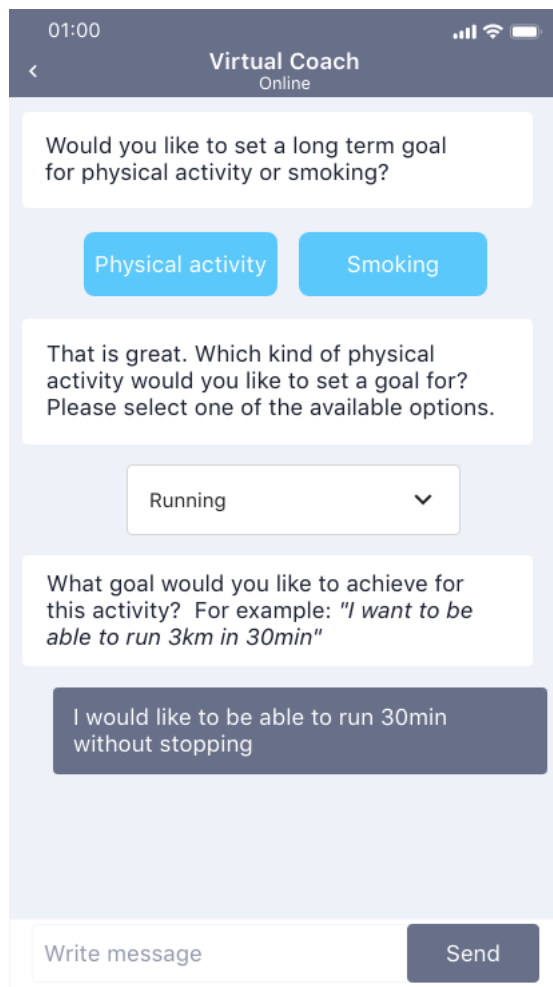 01:00
Virtual Coach
Online
Would you like to set a long term goal
for physical activity or smoking?
Physical activity
Smoking
That is great. Which kind of physical
activity would you like to set a goal for?
Please select one of the available options.
Running
What goal would you like to achieve for
this activity?  For example: "I want to be
able to run 3km in 30min"
I would like to be able to run 30min
without stopping
Write message
Send